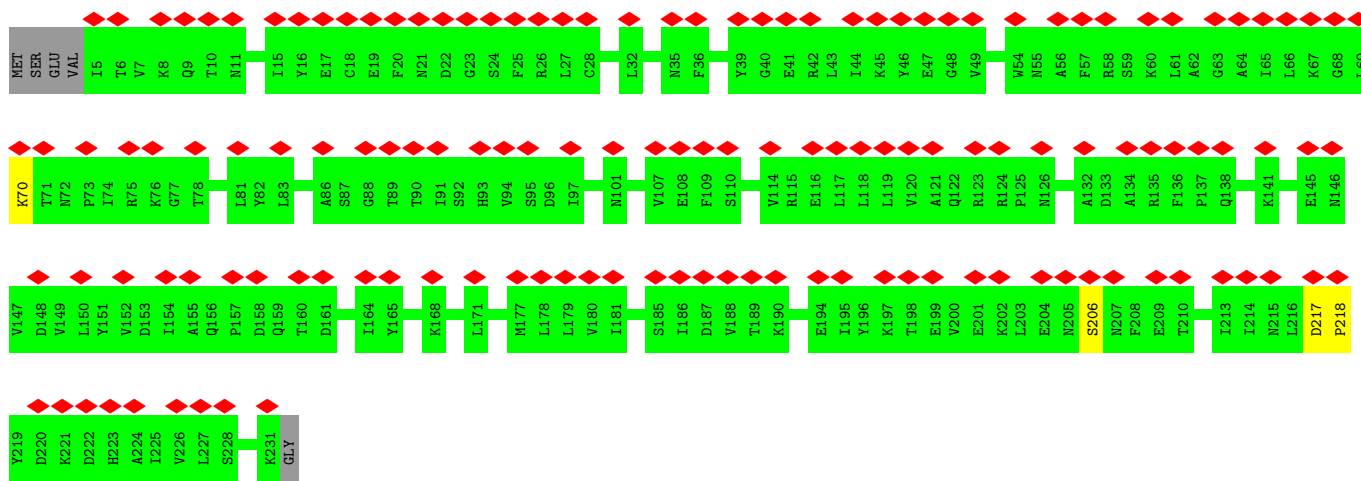 MET SER GLU VAL I5 T6 V7 K8 Q9 T10 N11 I15 Y16 E17 C18 E19 F20 N21 D22 G23 S24 F25 R26 L27 C28 L32 N35 F36 Y39 G40 E41 R42 L43 I44 K45 Y46 E47 G48 V49 W54 N55 A56 F57 R58 S59 K60 L61 A62 G63 A64 I65 L66 K67 G68 L69
K70 T71 N72 P73 I74 R75 K76 G77 T78 L81 Y82 L83 A86 S87 G88 T89 T90 I91 S92 H93 V94 S95 D96 I97 N101 V107 E108 F109 S110 V114 R115 E116 L117 L118 L119 V120 A121 Q122 R123 R124 P125 N126 A132 D133 A134 R135 F136 P137 Q138 K141 E145 N146
V147 D148 V149 L150 Y151 V152 D153 I154 A155 Q156 P157 D158 Q159 T160 D161 I164 Y165 K168 L171 M177 L178 L179 V180 I181 S185 I186 D187 V188 T189 K190 E194 I195 Y196 K197 T198 E199 V200 E201 K202 L203 E204 N205 S206 N207 F208 E209 T210 I213 I214 N215 L216 D217 P218
Y219 D220 K221 D222 H223 A224 I225 V226 L227 S228 K231 GLY